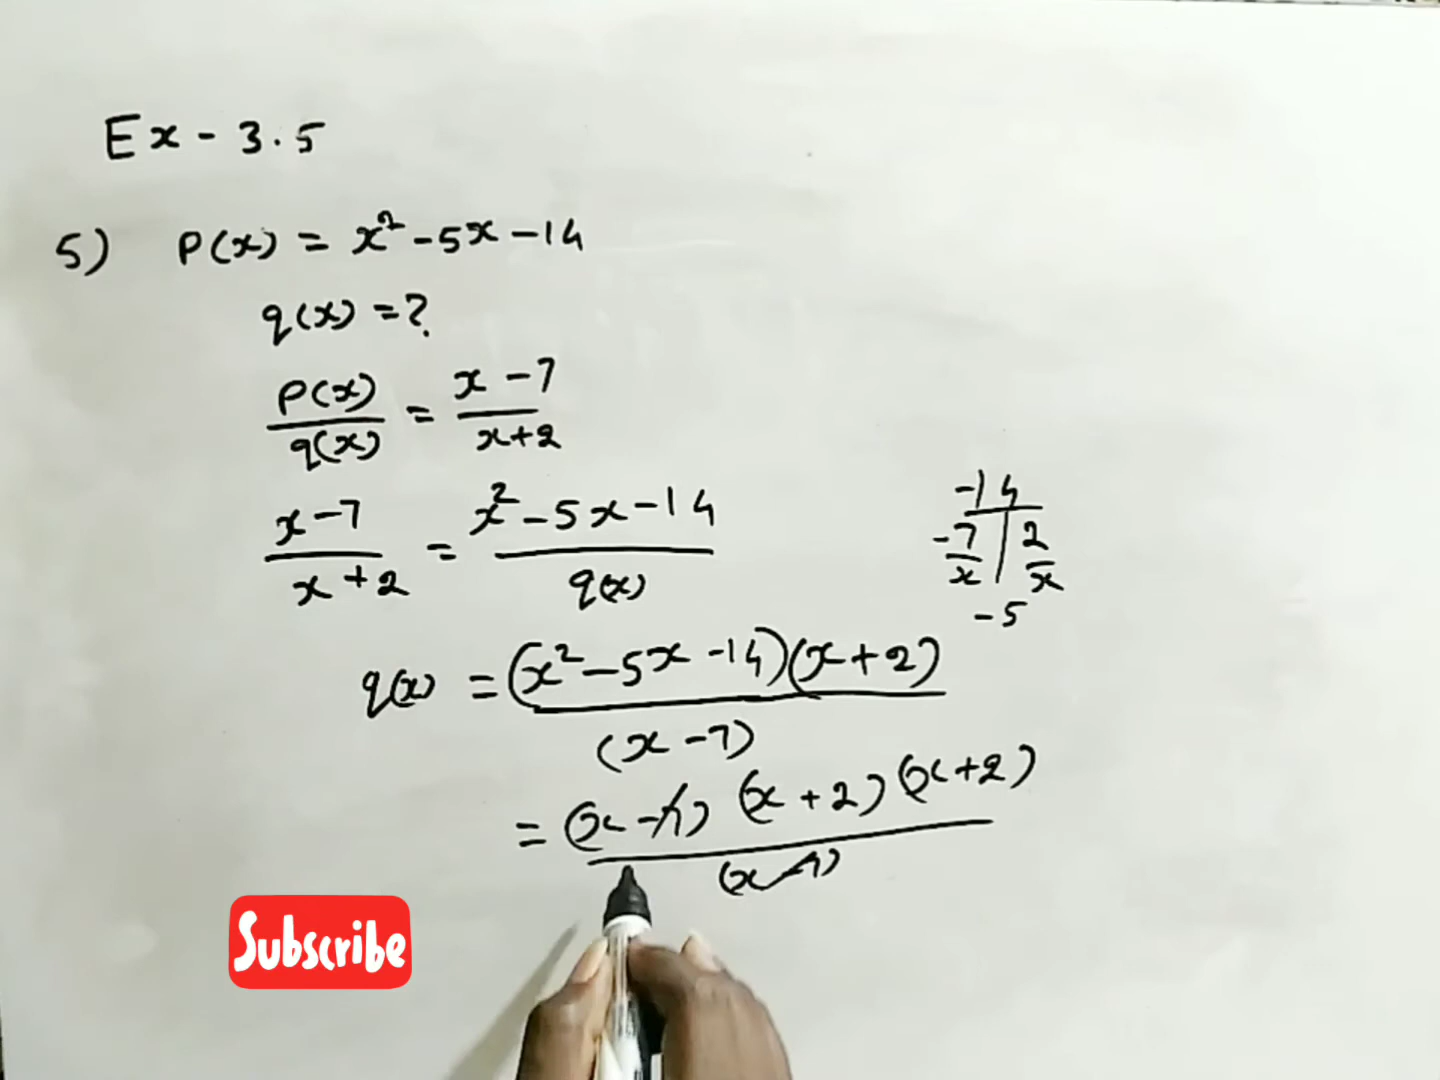 Ex - 3.5
5) P(x) = x² - 5x - 14
q(x) = ?
P(x)/q(x) = x - 7/x + 2
x - 7/x + 2 = x² - 5x - 14/q(x)
-14
-7/x | 2/x
-5
q(x) = (x² - 5x - 14)(x + 2)/(x - 7)
= (x - 7)(x + 2)(x + 2)/(x - 7)
Subscribe